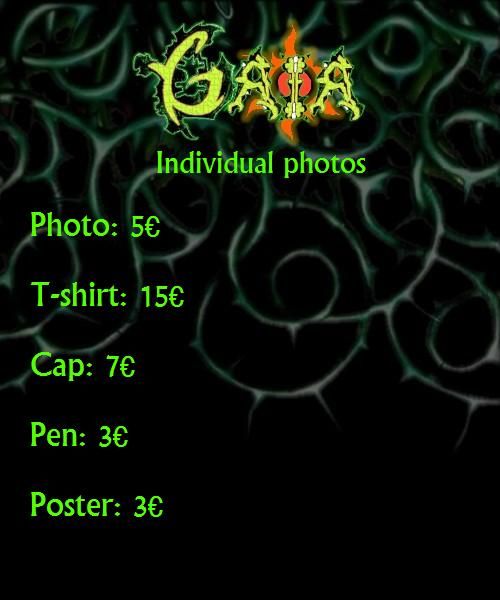 Gaia
Individual photos
Photo: 5€
T-shirt: 15€
Cap: 7€
Pen: 3€
Poster: 3€